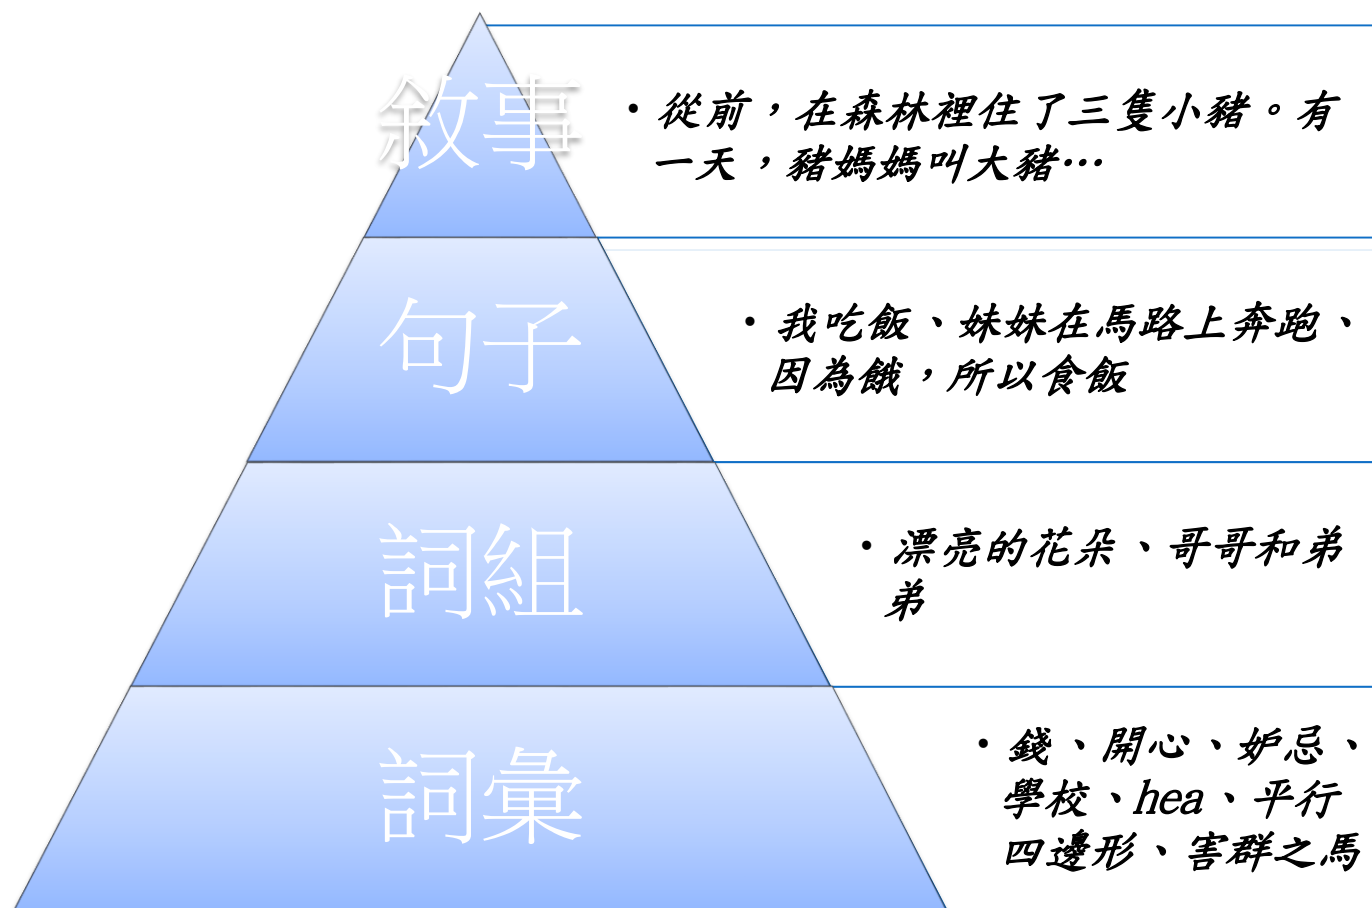 敘事
• 從前，在森林裡住了三隻小豬。有
一天，豬媽媽叫大豬…
句子
• 我吃飯、妹妹在馬路上奔跑、
因為餓，所以食飯
詞組
• 漂亮的花朵、哥哥和弟
弟
詞彙
• 錢、開心、妒忌、
學校、hea、平行
四邊形、害群之馬